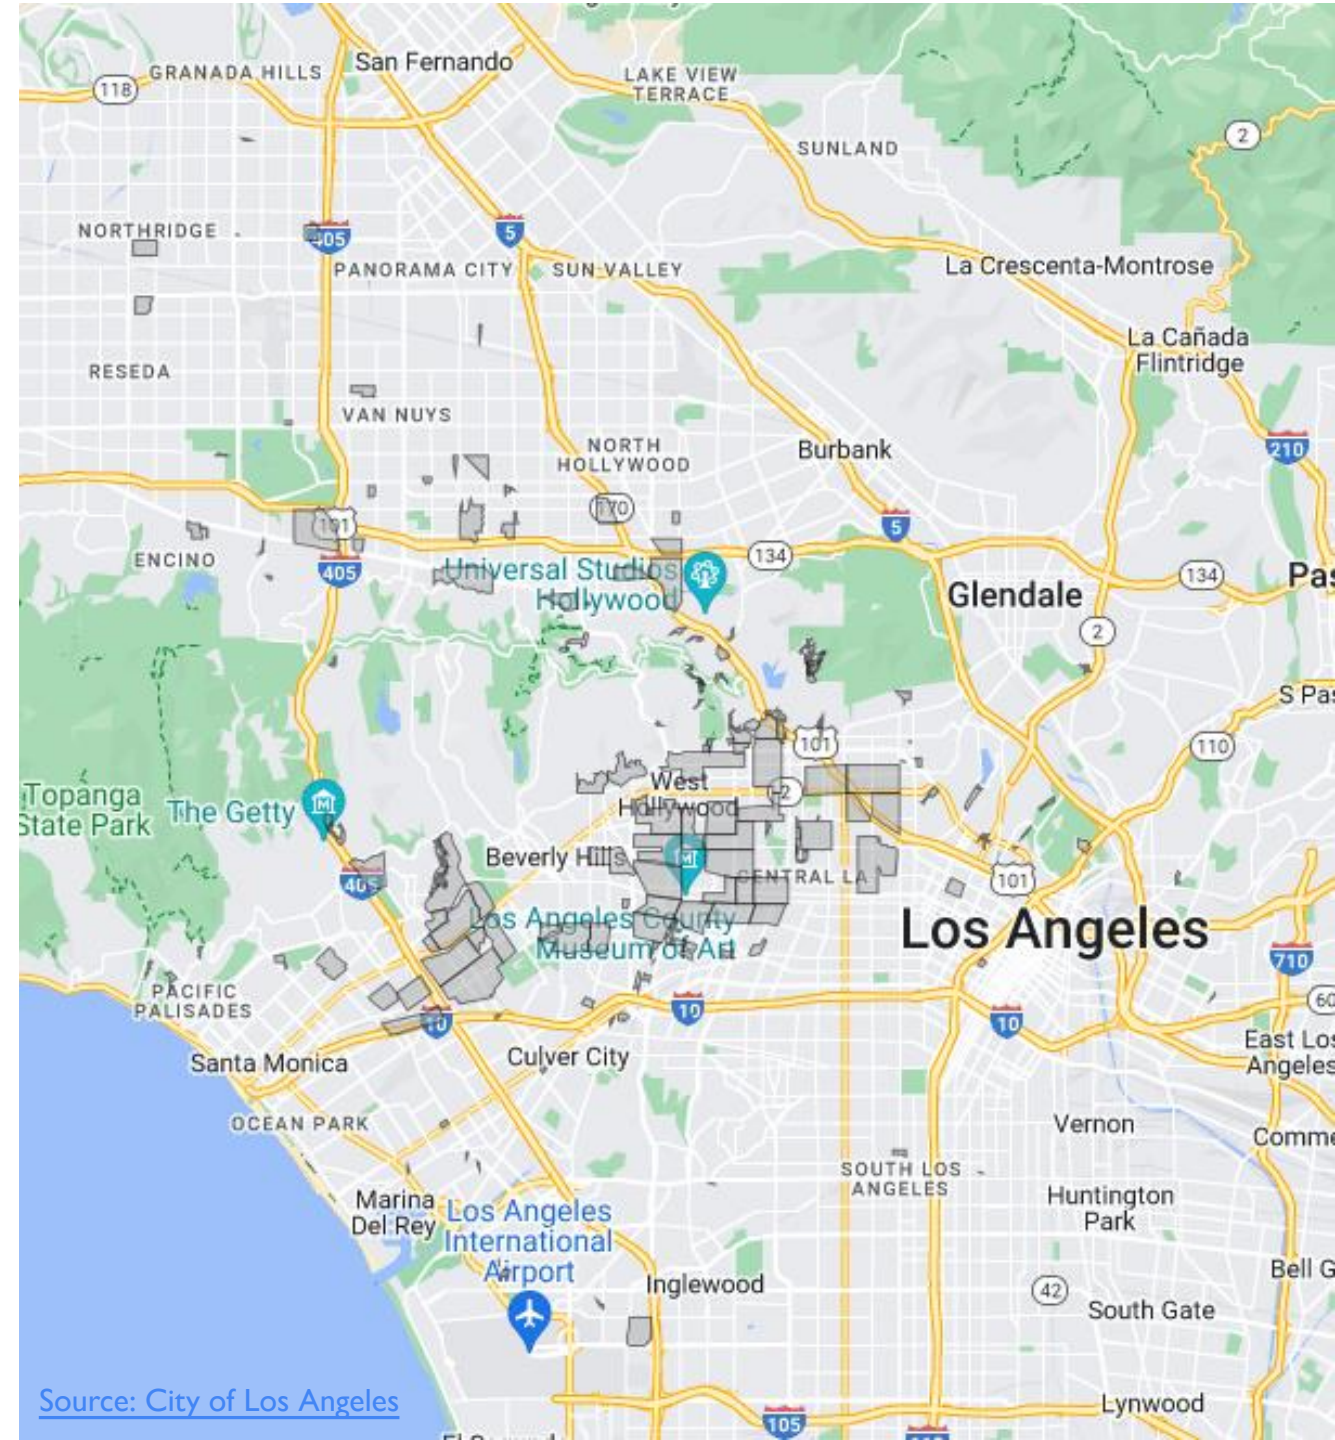 San Fernando
GRANADA HILLS
LAKE VIEW
TERRACE
118
SUNLAND
2
NORTHRIDGE
405
5
PANORAMA CITY
SUN VALLEY
La Crescenta-Montrose
La Cañada
Flintridge
RESEDA
VAN NUYS
NORTH
HOLLYWOOD
Burbank
210
170
101
5
ENCINO
405
134
Universal Studios
Hollywood
134
Glendale
2
S Pa
110
101
West
Hollywood
2
Topanga
State Park
The Getty
Beverly Hills
405
CENTRAL LA
101
Los Angeles County
Museum of Art
Los Angeles
710
PACIFIC
PALISADES
10
10
10
60
Santa Monica
Culver City
East Los
Angeles
OCEAN PARK
Vernon
Comme
SOUTH LOS
ANGELES
Marina
Del Rey
Los Angeles
International
Airport
Huntington
Park
Inglewood
Bell G
42
South Gate
Source: City of Los Angeles
105
Lynwood